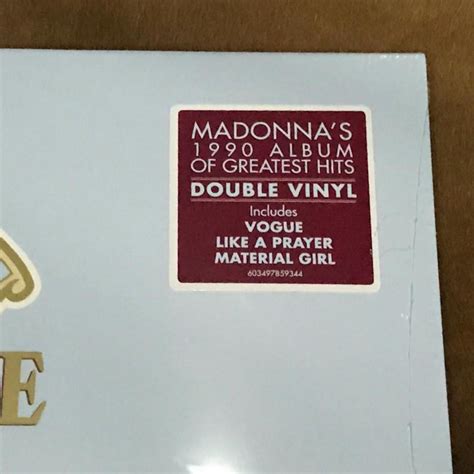 MADONNA'S
1990 ALBUM
OF GREATEST HITS
DOUBLE VINYL
Includes
VOGUE
LIKE A PRAYER
MATERIAL GIRL
603497859344
E